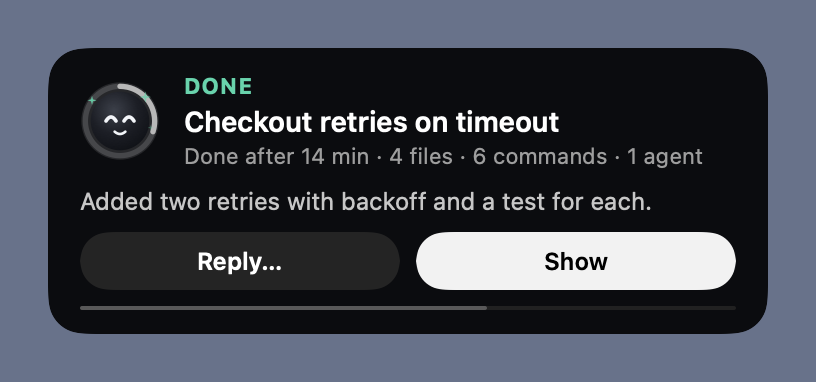 DONE
Checkout retries on timeout
Done after 14 min · 4 files · 6 commands · 1 agent
Added two retries with backoff and a test for each.
Reply...
Show